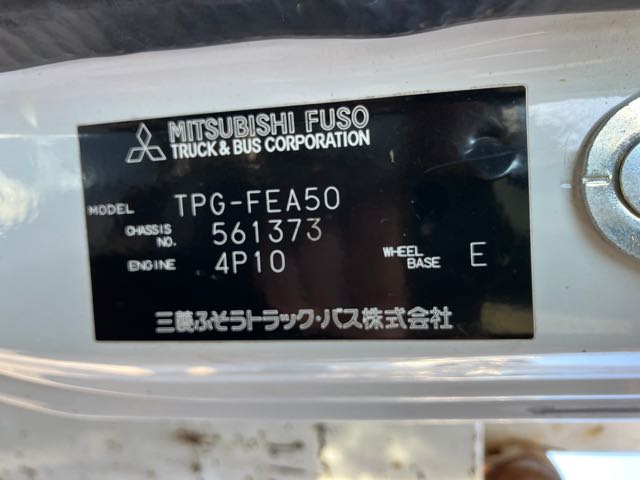 MITSUBISHI FUSO
TRUCK & BUS CORPORATION
MODEL TPG-FEA50
CHASSIS NO. 561373
ENGINE 4P10 WHEEL BASE E
三菱ふそうトラック・バス株式会社